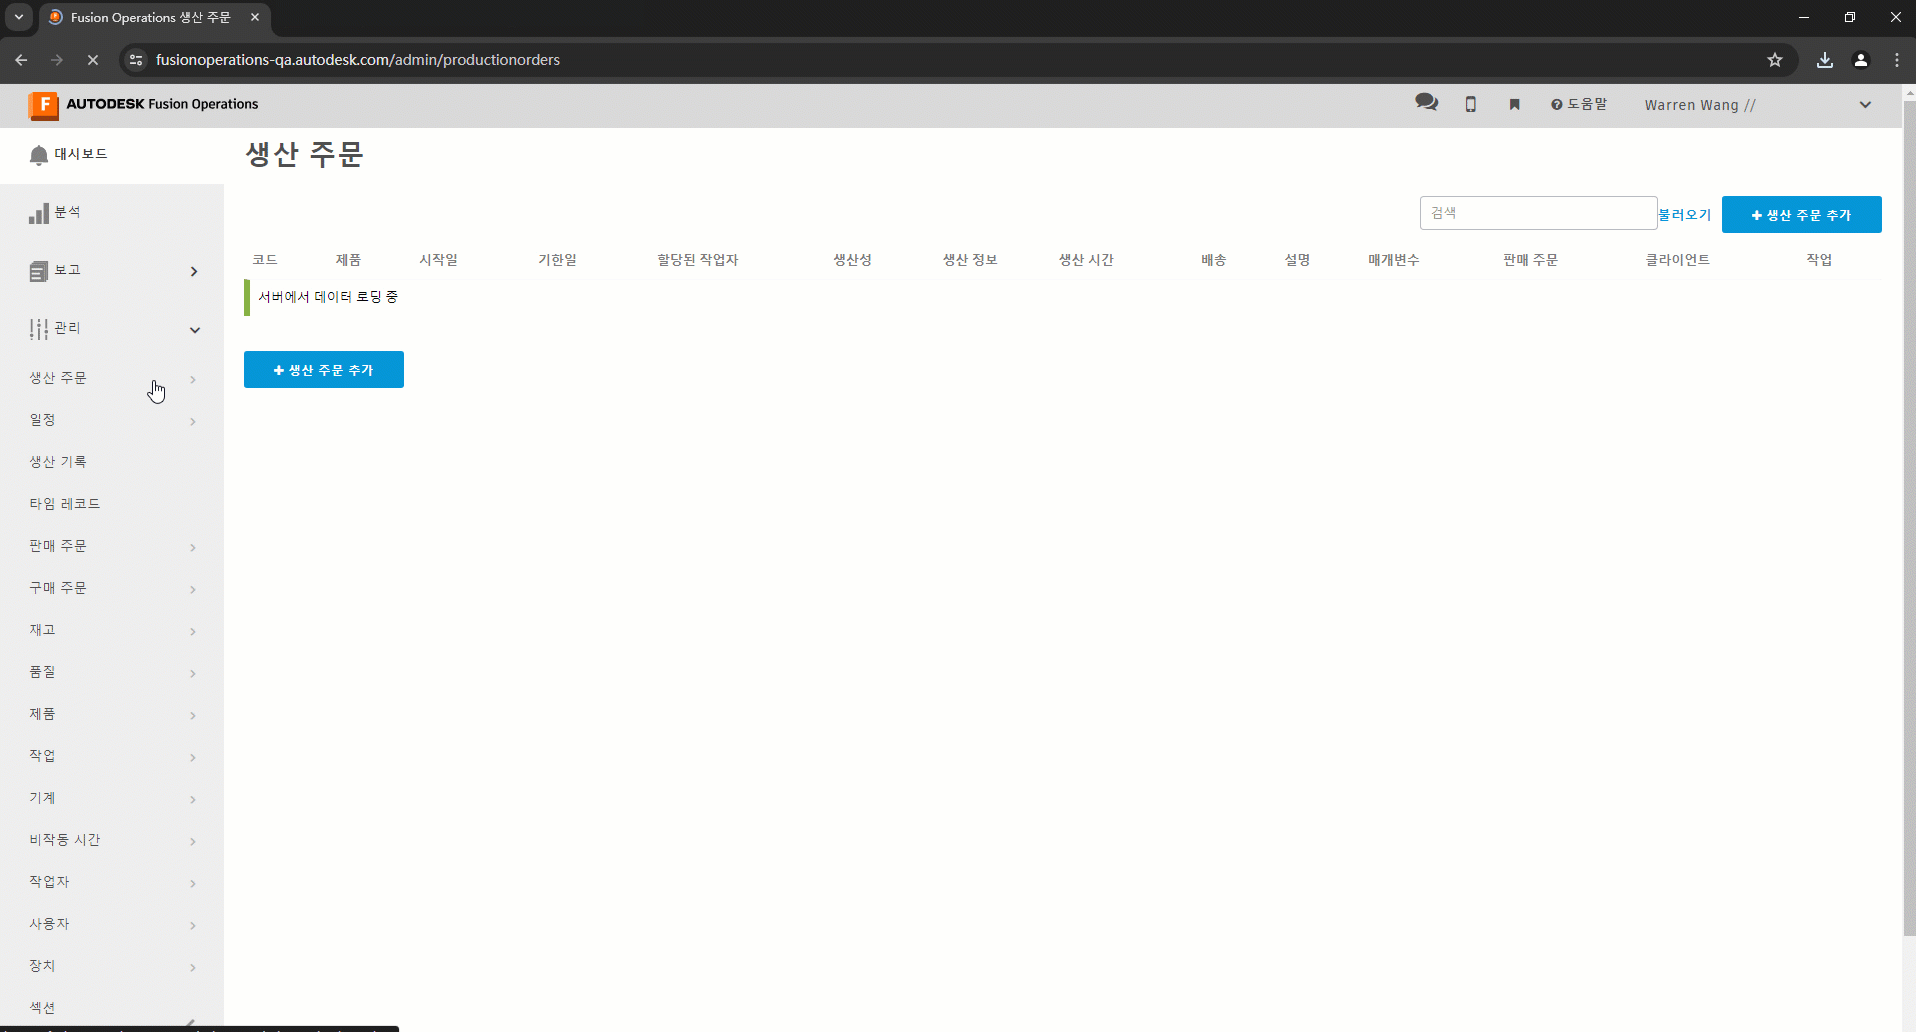 Fusion Operations 생산 주문
fusionoperations-qa.autodesk.com/admin/productionorders
F AUTODESK Fusion Operations
도움말
Warren Wang //
대시보드
분석
보고
관리
생산 주문
일정
생산 기록
타임 레코드
판매 주문
구매 주문
재고
품질
제품
작업
기계
비작동 시간
작업자
사용자
장치
섹션
생산 주문
검색
불러오기
+ 생산 주문 추가
코드 제품 시작일 기한일 할당된 작업자 생산성 생산 정보 생산 시간 배송 설명 매개변수 판매 주문 클라이언트 작업
서버에서 데이터 로딩 중
+ 생산 주문 추가